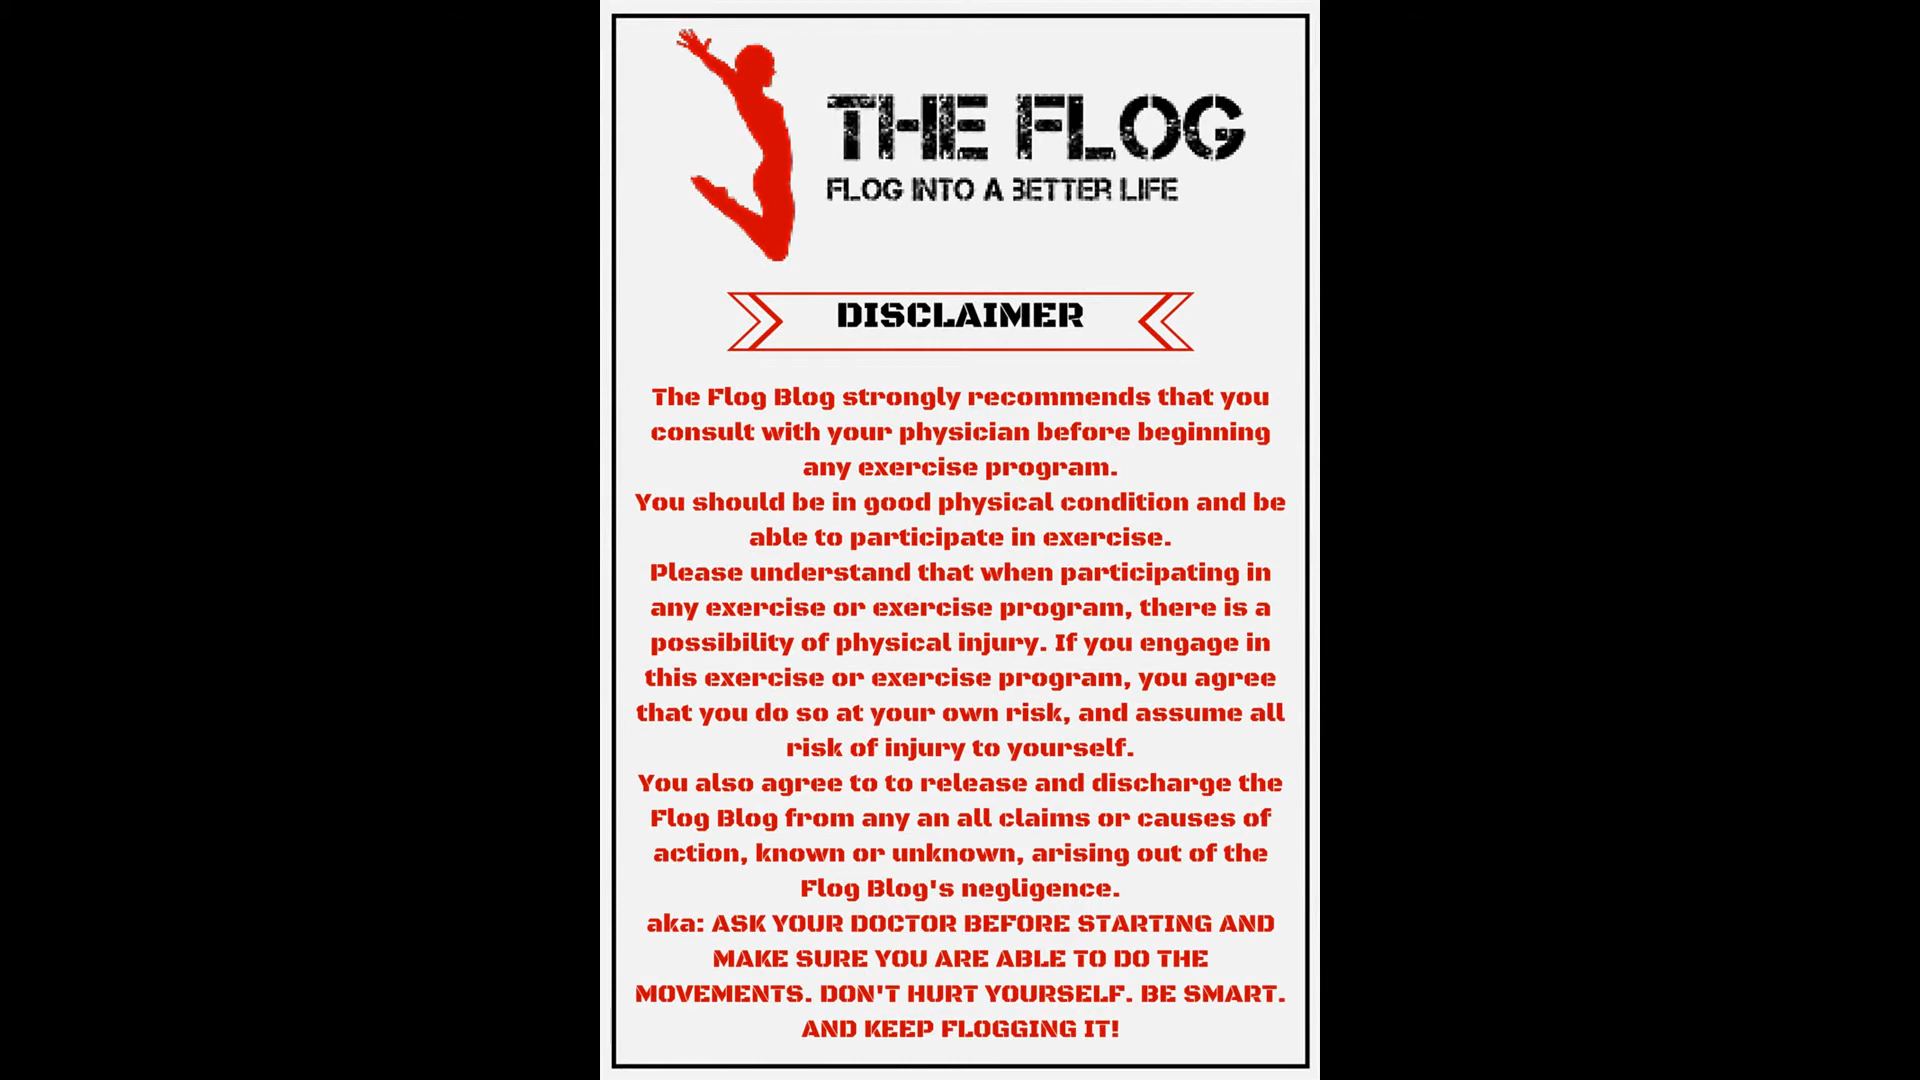 THE FLOG
FLOG INTO A BETTER LIFE
DISCLAIMER
The Flog Blog strongly recommends that you
consult with your physician before beginning
any exercise program.
You should be in good physical condition and be
able to participate in exercise.
Please understand that when participating in
any exercise or exercise program, there is a
possibility of physical injury. If you engage in
this exercise or exercise program, you agree
that you do so at your own risk, and assume all
risk of injury to yourself.
You also agree to to release and discharge the
Flog Blog from any an all claims or causes of
action, known or unknown, arising out of the
Flog Blog's negligence.
aka: ASK YOUR DOCTOR BEFORE STARTING AND
MAKE SURE YOU ARE ABLE TO DO THE
MOVEMENTS. DON'T HURT YOURSELF. BE SMART.
AND KEEP FLOGGING IT!